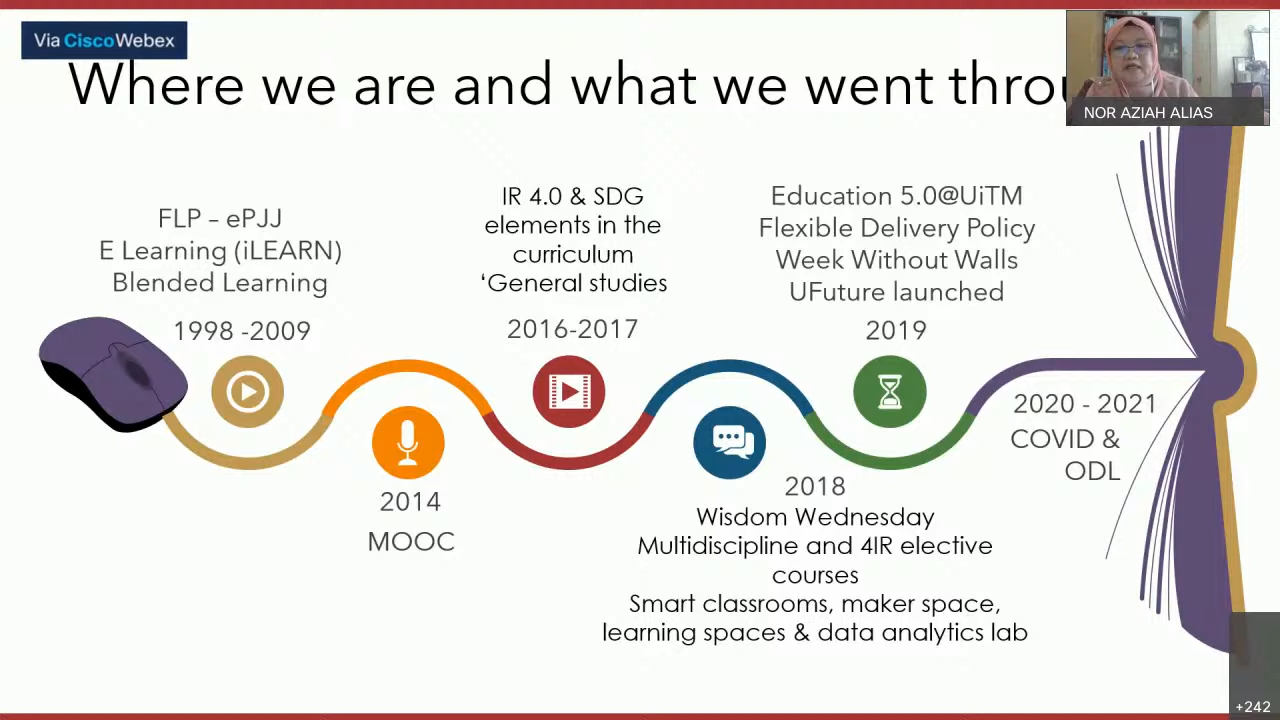 Via CiscoWebex
Where we are and what we went throu
NOR AZIAH ALIAS
FLP – ePJJ
E Learning (iLEARN)
Blended Learning
1998 -2009
2014
MOOC
IR 4.0 & SDG
elements in the
curriculum
‘General studies
2016-2017
2018
Wisdom Wednesday
Multidiscipline and 4IR elective
courses
Smart classrooms, maker space,
learning spaces & data analytics lab
Education 5.0@UiTM
Flexible Delivery Policy
Week Without Walls
UFuture launched
2019
2020 - 2021
COVID &
ODL
+242